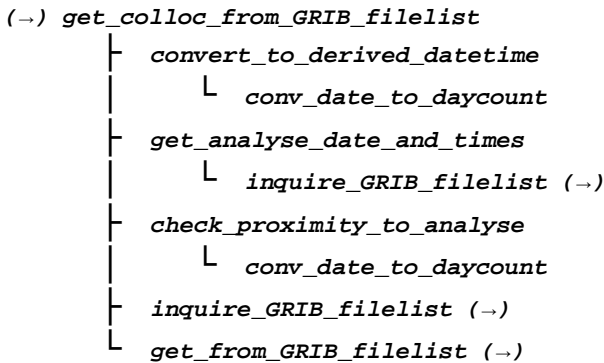 (→) get_colloc_from_GRIB_filelist
├ convert_to_derived_datetime
│ └ conv_date_to_daycount
├ get_analyse_date_and_times
│ └ inquire_GRIB_filelist (→)
├ check_proximity_to_analyse
│ └ conv_date_to_daycount
├ inquire_GRIB_filelist (→)
└ get_from_GRIB_filelist (→)